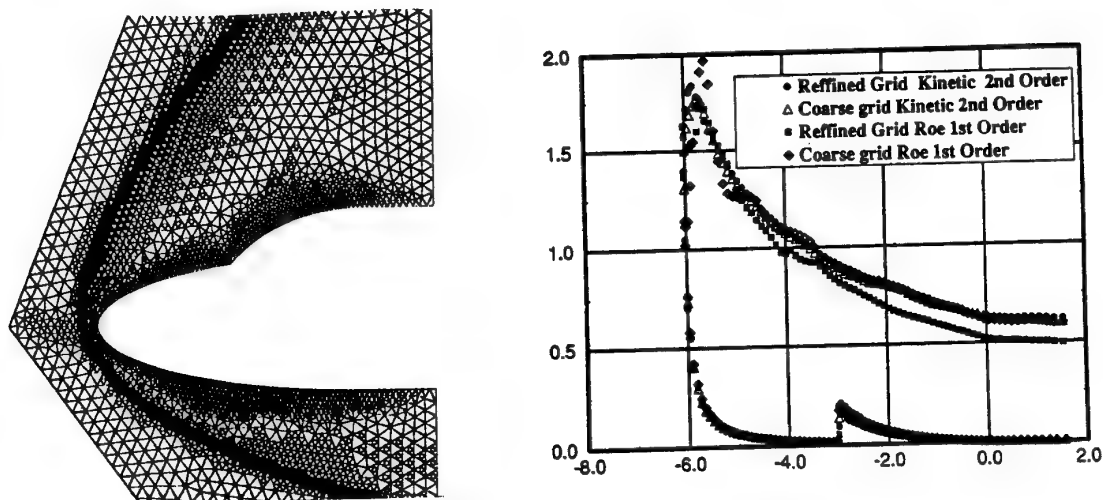 2.0
Reffined Grid Kinetic 2nd Order
Coarse grid Kinetic 2nd Order
Reffined Grid Roe 1st Order
Coarse grid Roe 1st Order
1.5
1.0
0.5
0.0
-8.0 -6.0 -4.0 -2.0 0.0 2.0